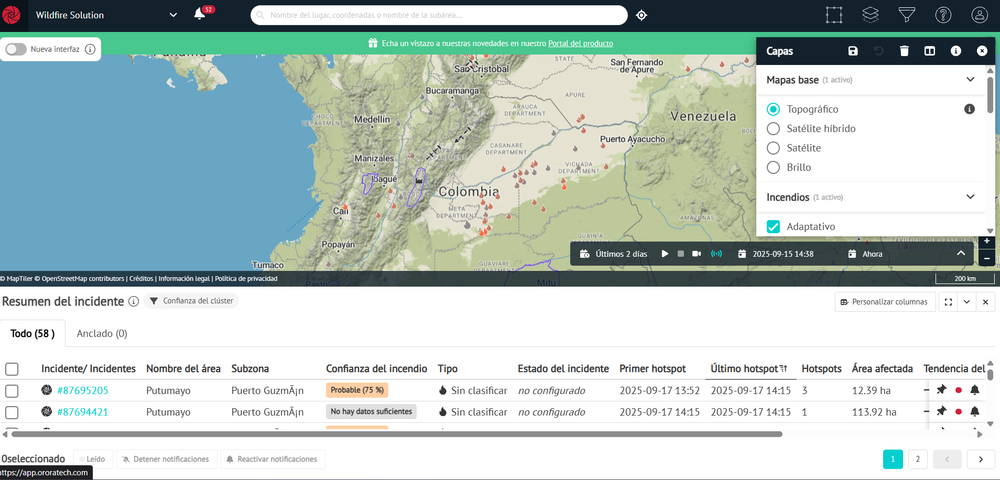 Wildfire Solution
52
Nombre del lugar, coordenadas o nombre de la subárea...
Nueva interfaz
Echa un vistazo a nuestras novedades en nuestro Portal del producto
Panamá
San Cristobal
STATE
San Fernando
de Apure
Bucaramanga
APURE
ARAUCA
DEPARTMENT
CHOCÓ
DEPARTMENT
Medellín
Venezuela
Puerto Ayacucho
CASANARE
DEPARTMENT
DEPARTMENT
Manizales
VICHADA
DEPARTMENT
Ibagué
BOGOTÁ
Colombia
META
DEPARTMENT
Cali
AMAZONAS
GUAINÍA
DEPARTMENT
Popayán
GUAVIARE
DEPARTMENT
Tumaco
Pasto
Mitú
RORAIMA
Capas
Mapas base (1 activo)
Topográfico
Satélite híbrido
Satélite
Brillo
Incendios (1 activo)
Adaptativo
Últimos 2 días
2025-09-15 14:38
Ahora
+
−
200 km
© MapTiler © OpenStreetMap contributors | Créditos | Información legal | Política de privacidad
Resumen del incidente
Confianza del clúster
Personalizar columnas
Todo (58 )
Anclado (0)
Incidente/ Incidentes Nombre del área Subzona Confianza del incendio Tipo Estado del incidente Primer hotspot Último hotspot Hotspots Área afectada Tendencia del
#87695205 Putumayo Puerto GuzmÃ¡n Probable (75 %) Sin clasificar no configurado 2025-09-17 13:52 2025-09-17 14:15 3 12.39 ha
#87694421 Putumayo Puerto GuzmÃ¡n No hay datos suficientes Sin clasificar no configurado 2025-09-17 14:15 2025-09-17 14:15 1 113.92 ha
0seleccionado
Leído
Detener notificaciones
Reactivar notificaciones
1
2
https://app.ororatech.com